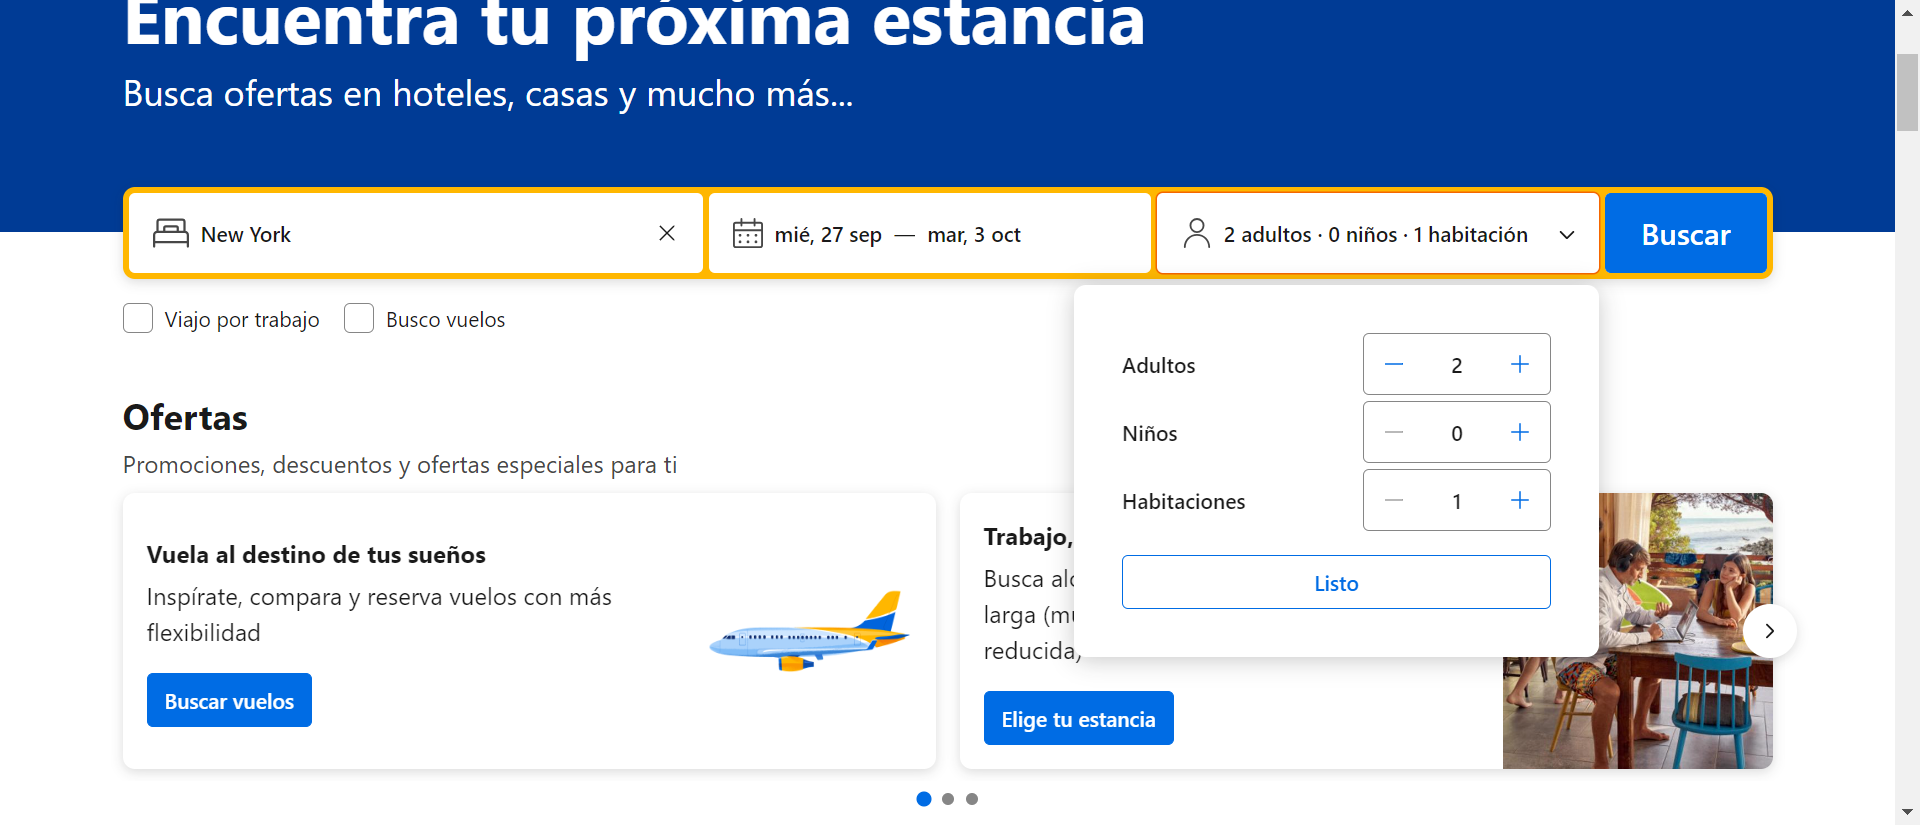 Encuentra tu próxima estancia
Busca ofertas en hoteles, casas y mucho más...
New York
mié, 27 sep — mar, 3 oct
2 adultos · 0 niños · 1 habitación
Buscar
Viajo por trabajo
Busco vuelos
Adultos
2
Niños
0
Habitaciones
1
Listo
Ofertas
Promociones, descuentos y ofertas especiales para ti
Vuela al destino de tus sueños
Inspírate, compara y reserva vuelos con más
flexibilidad
Buscar vuelos
Trabajo,
Busca
larga
reducida,
Elige tu estancia